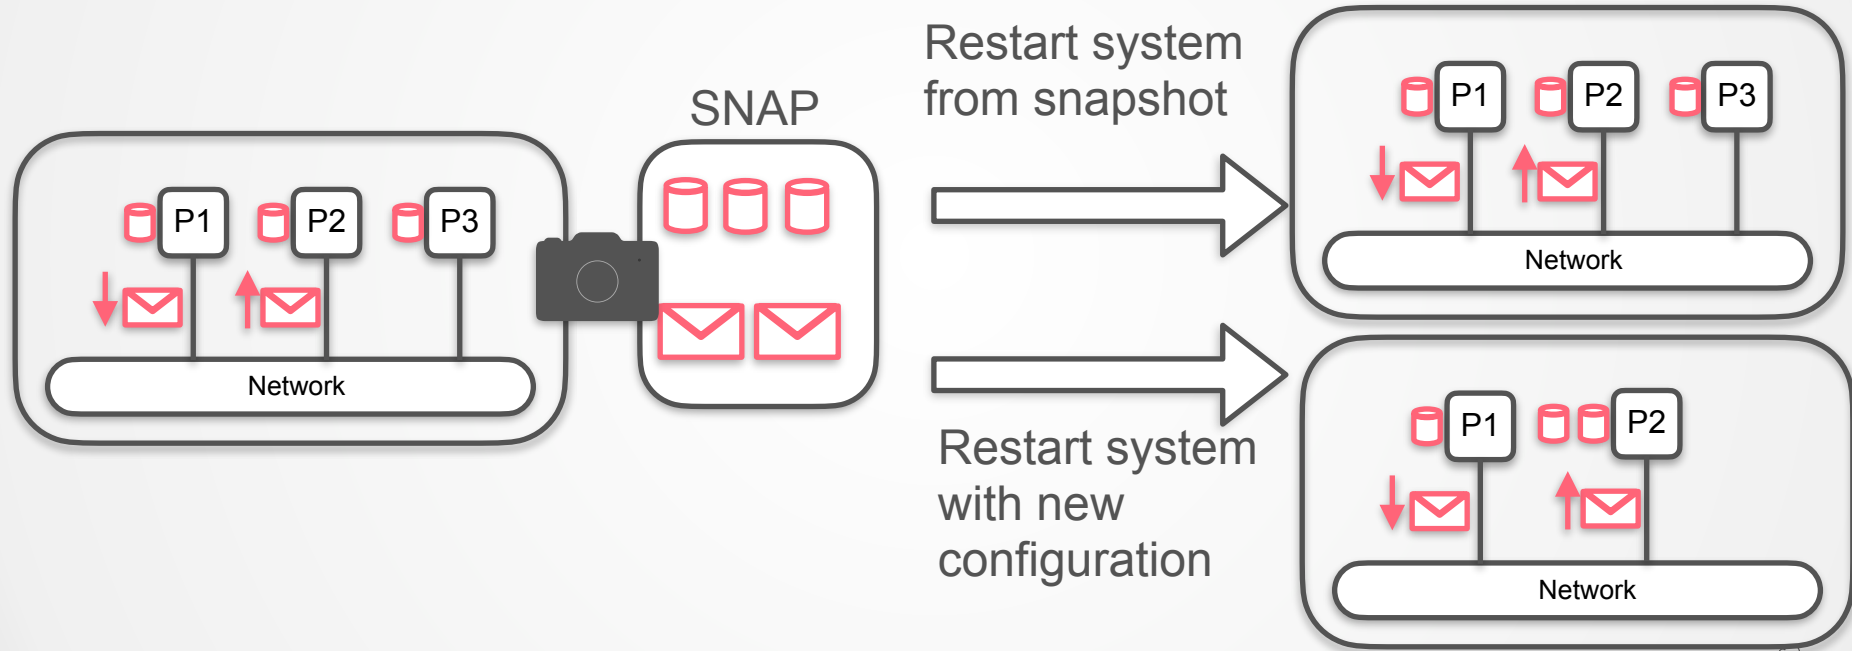 SNAP
P1
P2
P3
Network
Restart system
from snapshot
P1
P2
P3
Network
Restart system
with new
configuration
P1
P2
Network